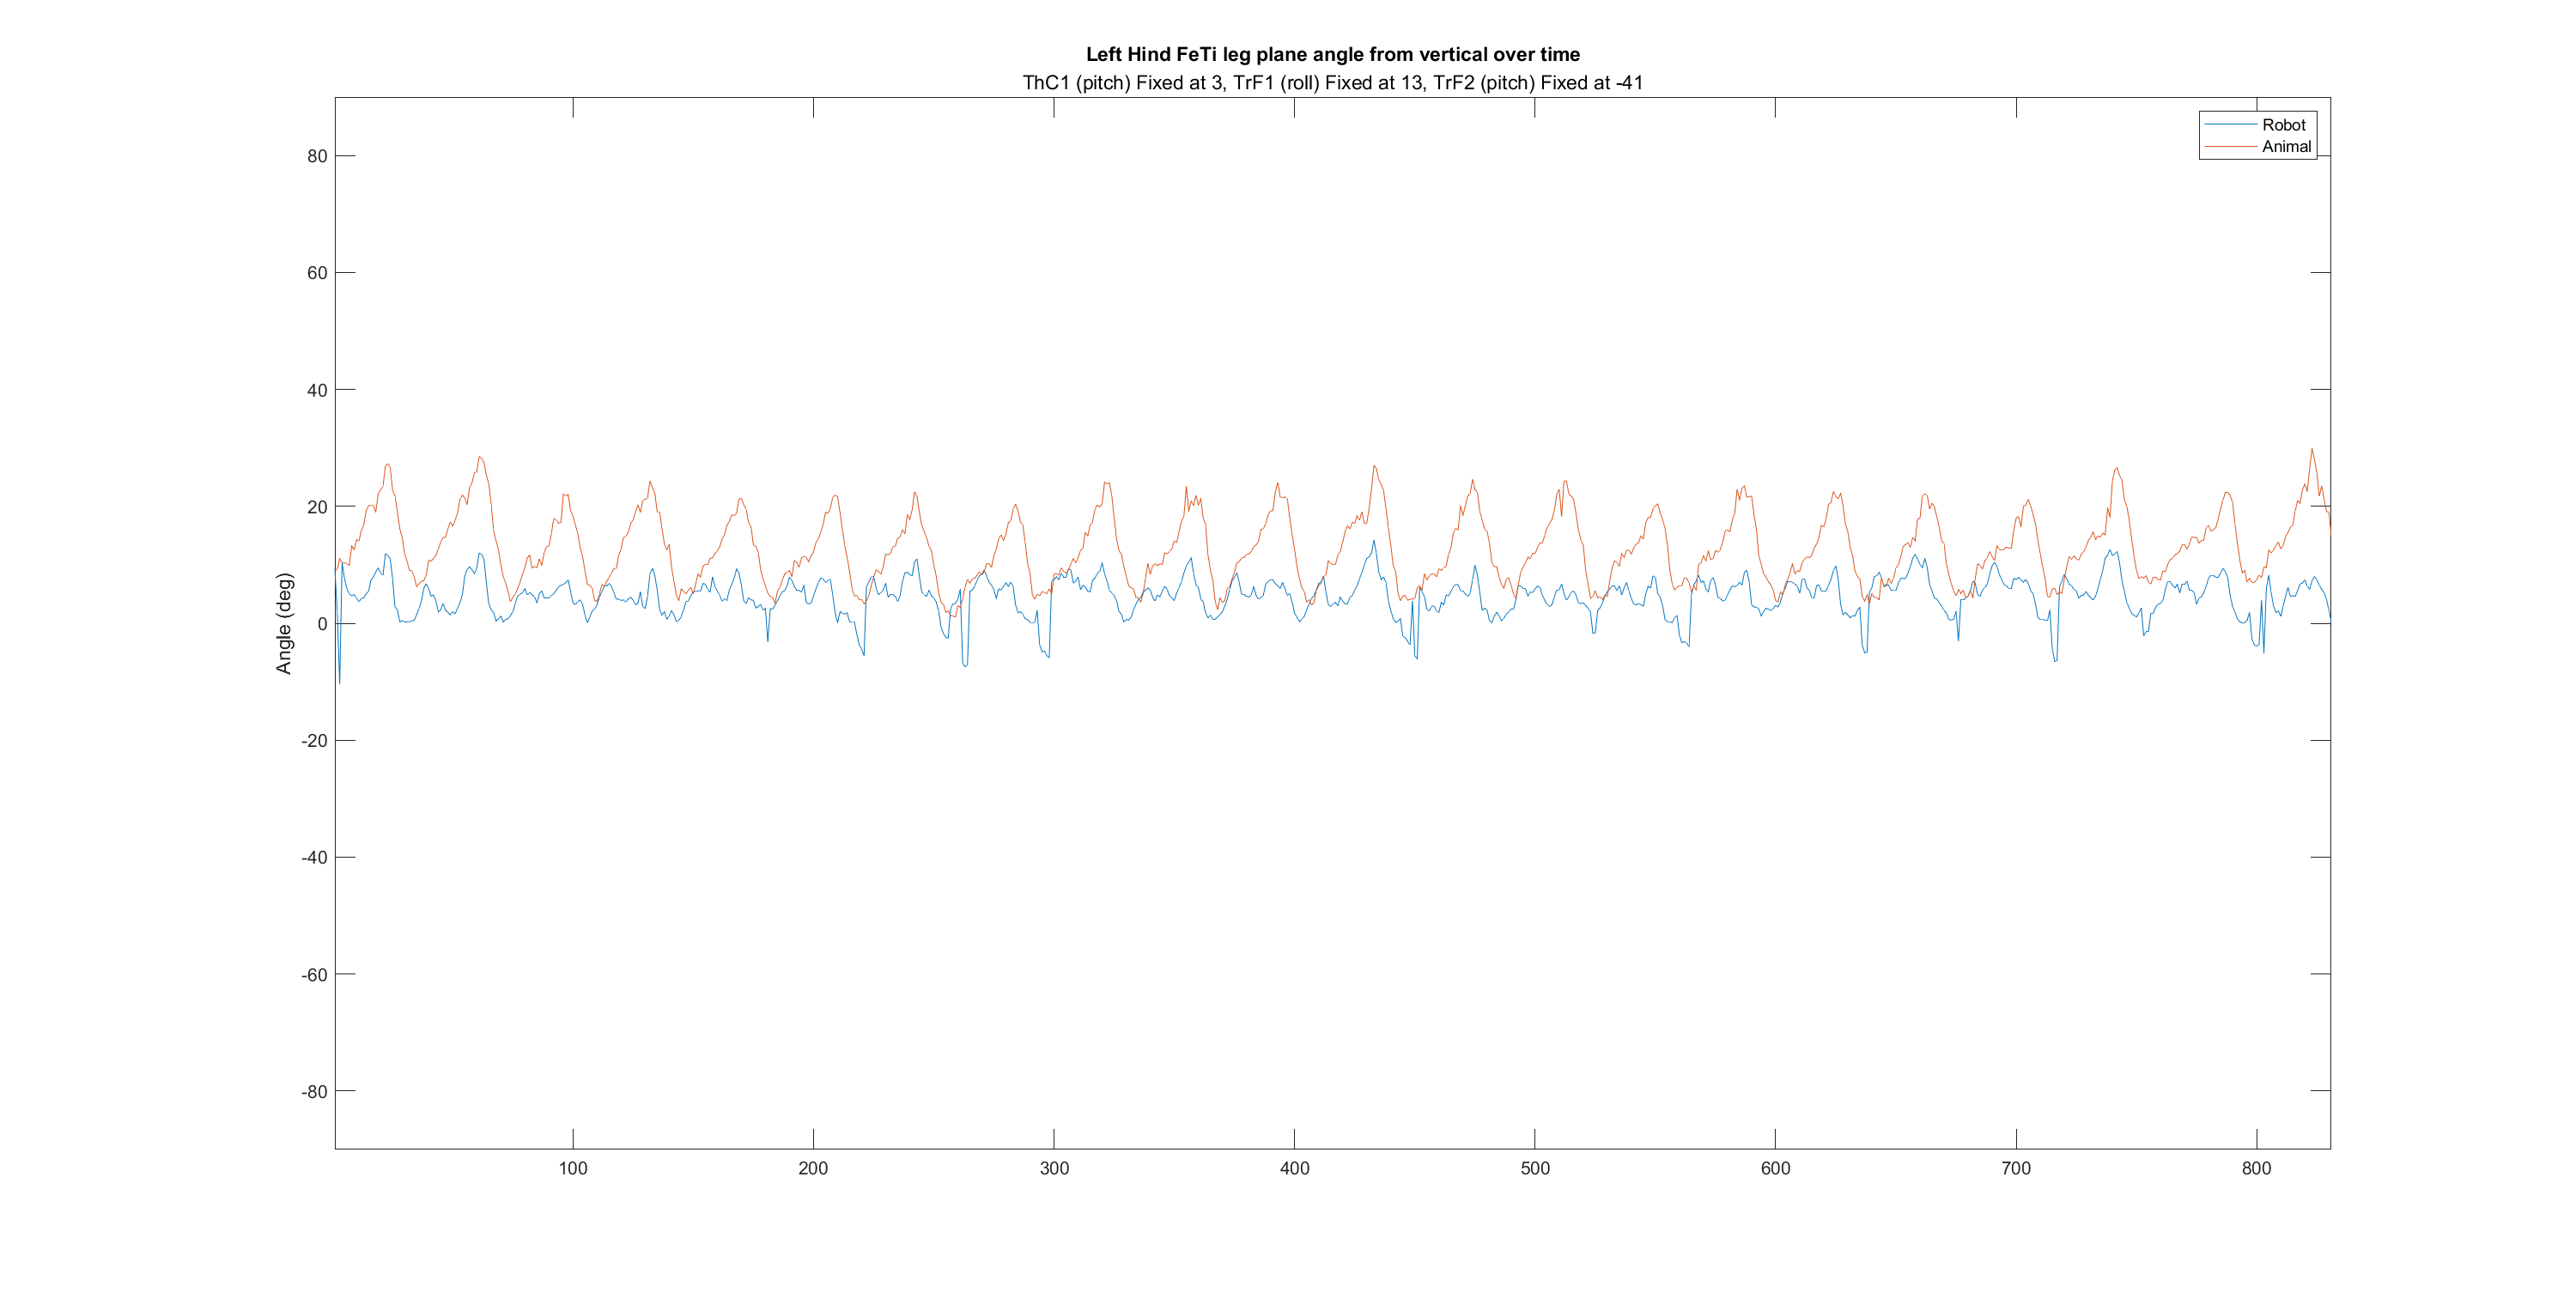 Left Hind FeTi leg plane angle from vertical over time
ThC1 (pitch) Fixed at 3, TrF1 (roll) Fixed at 13, TrF2 (pitch) Fixed at -41
Robot
Animal
80
60
40
20
0
-20
-40
-60
-80
Angle (deg)
100 200 300 400 500 600 700 800